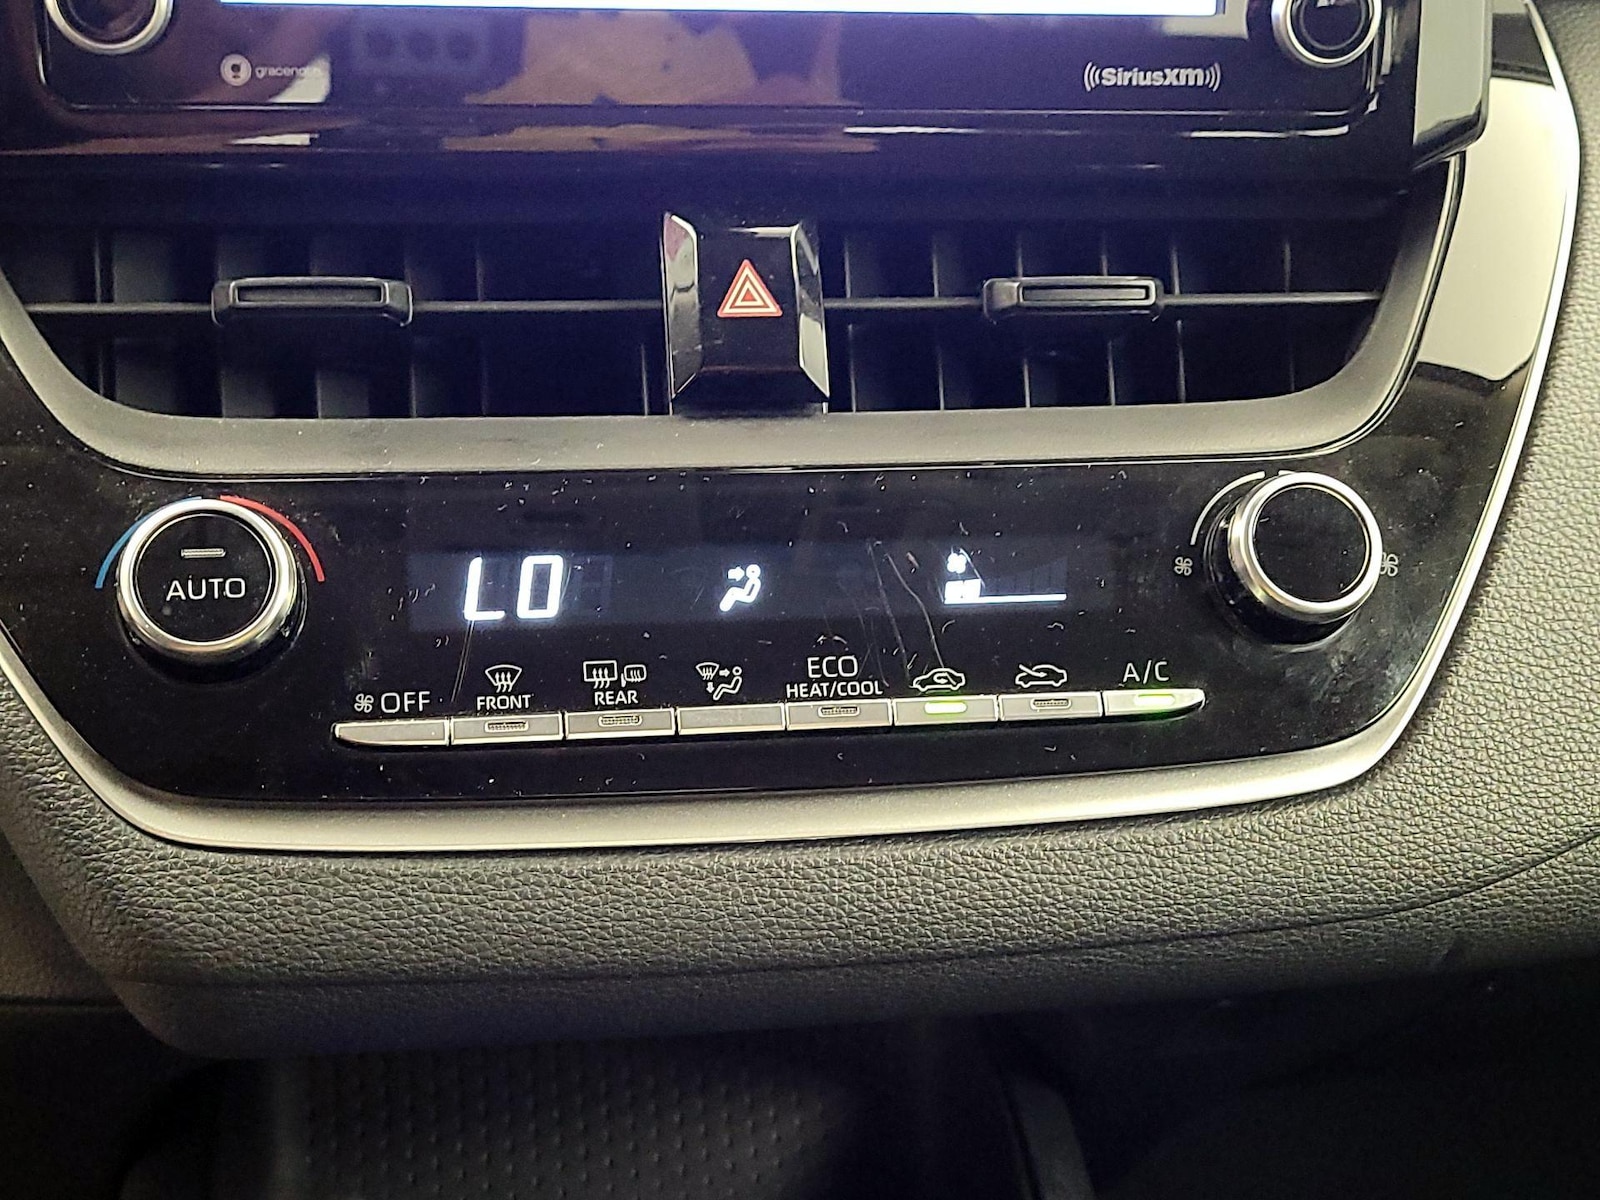 gracenote
SiriusXM
AUTO
LO
OFF
FRONT
REAR
ECO
HEAT/COOL
A/C